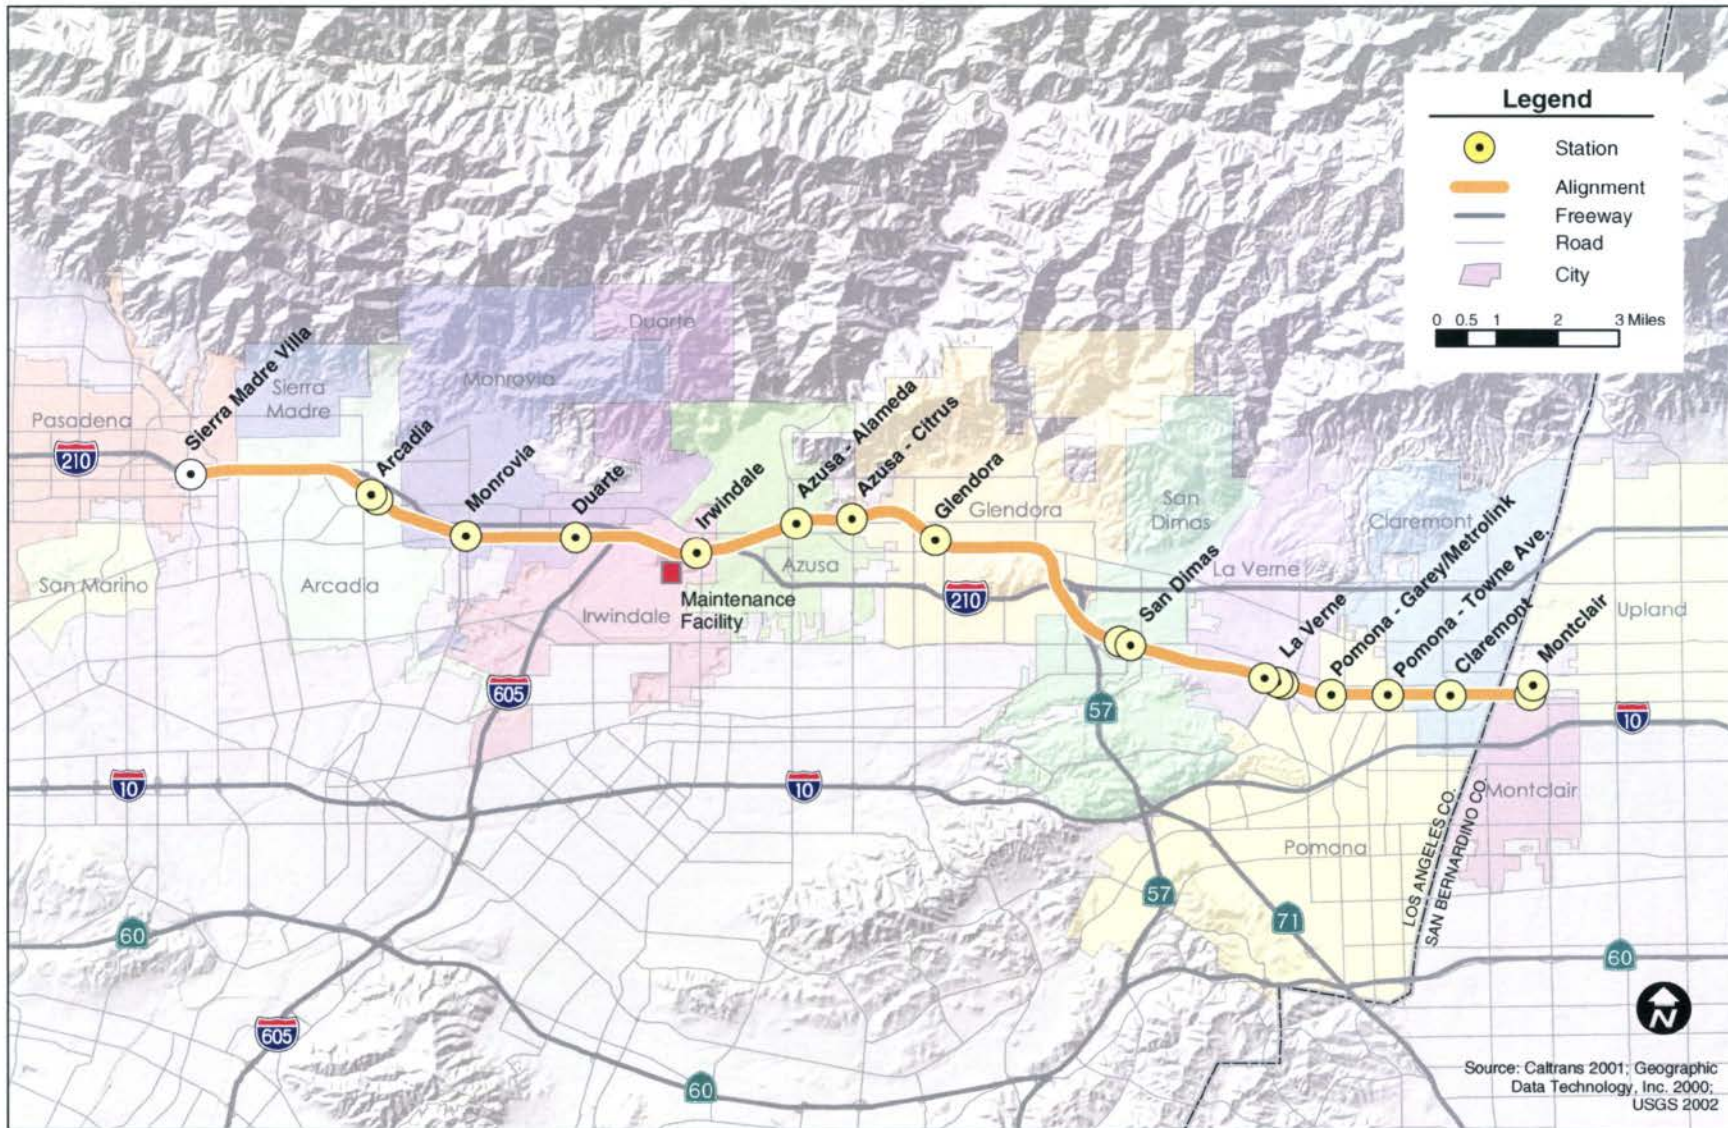 Legend
Station
Alignment
Freeway
Road
City
0 0.5 1 2 3 Miles
Duarte
Sierra Madre Villa
Sierra
Madre
Monrovia
Pasadena
210
Arcadia
Monrovia
Duarte
Irwindale
Azusa - Alameda
Azusa - Citrus
Glendora
Glendora
San
Dimas
Claremont
San Marino
Arcadia
Azusa
La Verne
210
Irwindale
Maintenance
Facility
San Dimas
La Verne
Pomona - Garey/Metrolink
Pomona - Towne Ave.
Claremont
Montclair
Upland
605
57
10
10
10
Montclair
Pomona
LOS ANGELES CO.
SAN BERNARDINO CO.
57
71
60
60
605
60
N
Source: Caltrans 2001; Geographic
Data Technology, Inc. 2000;
USGS 2002